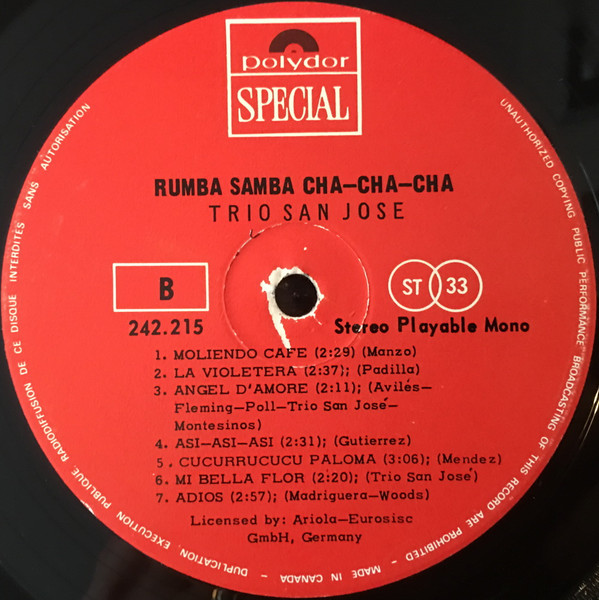 polydor
SPECIAL
RUMBA SAMBA CHA—CHA—CHA
TRIO SAN JOSE
B
ST 33
242.215
Stereo Playable Mono
1. MOLIENDO CAFE (2:29) (Manzo)
2. LA VIOLETERA (2:37); (Padilla)
3. ANGEL D'AMORE (2:11); (Avilés—
Fleming—Poll—Trio San José—
Montesinos)
4. ASI-ASI-ASI (2:31); (Gutierrez)
5. CUCURRUCUCU PALOMA (3:06); (Mendez)
6. MI BELLA FLOR (2:20); (Trio San José)
7. ADIOS (2:57); (Madriguera—Woods)
Licensed by: Ariola—Eurosisc
GmbH, Germany
UNAUTHORIZED COPYING PUBLIC PERFORMANCE BROADCASTING OF THIS RECORD ARE PROHIBITED – MADE IN CANADA – DUPLICATION, EXECUTION PUBLIQUE, RADIODIFFUSION DE CE DISQUE INTERDITES SANS AUTORISATION